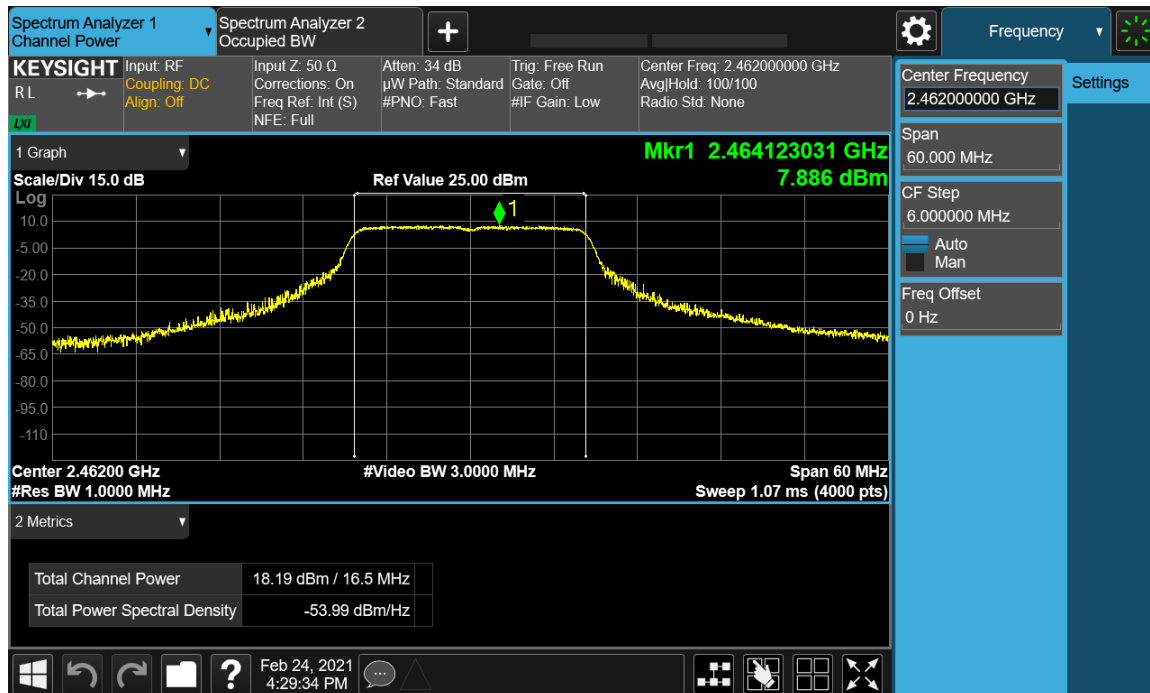 Spectrum Analyzer 1
Channel Power
Spectrum Analyzer 2
Occupied BW
Frequency
KEYSIGHT
R L
LXI
Input: RF
Coupling: DC
Align: Off
Input Z: 50 Ω
Corrections: On
Freq Ref: Int (S)
NFE: Full
Atten: 34 dB
µW Path: Standard
#PNO: Fast
Trig: Free Run
Gate: Off
#IF Gain: Low
Center Freq: 2.462000000 GHz
Avg|Hold: 100/100
Radio Std: None
Center Frequency
2.462000000 GHz
Settings
Span
60.000 MHz
CF Step
6.000000 MHz
Auto
Man
Freq Offset
0 Hz
1 Graph
Mkr1 2.464123031 GHz
7.886 dBm
Scale/Div 15.0 dB
Ref Value 25.00 dBm
Log
1
10.0
-5.00
-20.0
-35.0
-50.0
-65.0
-80.0
-95.0
-110
Center 2.46200 GHz
#Video BW 3.0000 MHz
Span 60 MHz
#Res BW 1.0000 MHz
Sweep 1.07 ms (4000 pts)
2 Metrics
Total Channel Power 18.19 dBm / 16.5 MHz
Total Power Spectral Density -53.99 dBm/Hz
?
Feb 24, 2021
4:29:34 PM